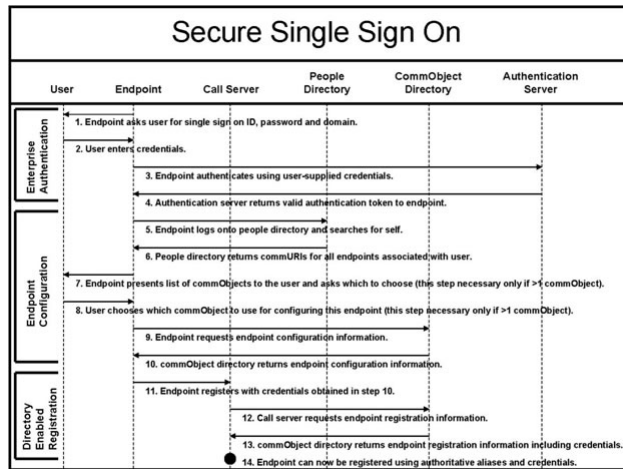 Secure Single Sign On
User
Endpoint
Call Server
People
Directory
CommObject
Directory
Authentication
Server
Enterprise
Authentication
1. Endpoint asks user for single sign on ID, password and domain.
2. User enters credentials.
3. Endpoint authenticates using user-supplied credentials.
4. Authentication server returns valid authentication token to endpoint.
Endpoint
Configuration
5. Endpoint logs onto people directory and searches for self.
6. People directory returns commURIs for all endpoints associated with user.
7. Endpoint presents list of commObjects to the user and asks which to choose (this step necessary only if >1 commObject).
8. User chooses which commObject to use for configuring this endpoint (this step necessary only if >1 commObject).
9. Endpoint requests endpoint configuration information.
10. commObject directory returns endpoint configuration information.
Directory
Enabled
Registration
11. Endpoint registers with credentials obtained in step 10.
12. Call server requests endpoint registration information.
13. commObject directory returns endpoint registration information including credentials.
14. Endpoint can now be registered using authoritative aliases and credentials.